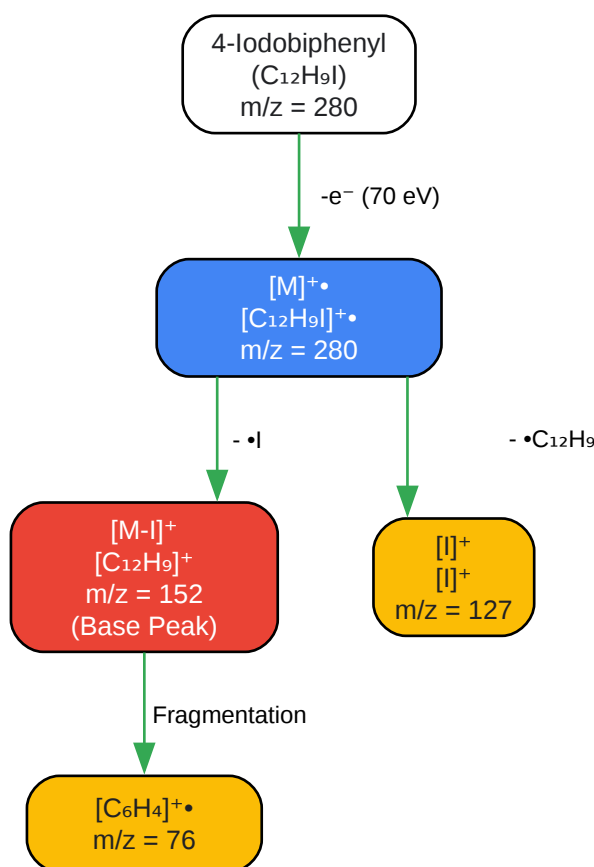 4-Iodobiphenyl
(C₁₂H₉I)
m/z = 280
-e⁻ (70 eV)
[M]⁺•
[C₁₂H₉I]⁺•
m/z = 280
- •I
- •C₁₂H₉
[M-I]⁺
[C₁₂H₉]⁺
m/z = 152
(Base Peak)
[I]⁺
[I]⁺
m/z = 127
Fragmentation
[C₆H₄]⁺•
m/z = 76